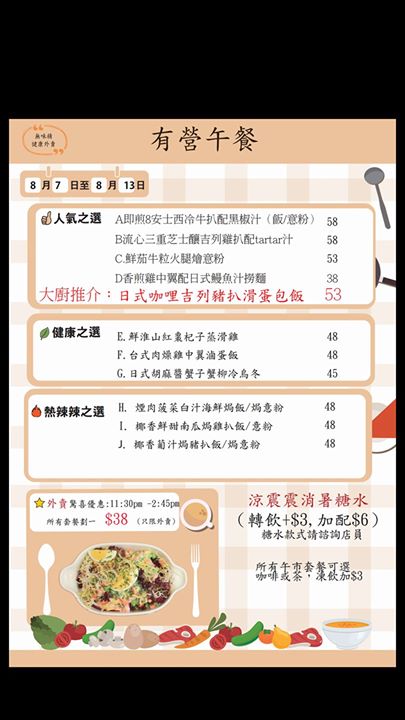 無味精
健康外賣
有營午餐
8 月 7 日至 8 月 13日
人氣之選
A即煎8安士西冷牛扒配黑椒汁（飯/意粉） 58
B流心三重芝士釀吉列雞扒配tartar汁 58
C.鮮茄牛粒火腿燴意粉 53
D香煎雞中翼配日式鰻魚汁撈麵 38
大廚推介：日式咖哩吉列豬扒滑蛋包飯 53
健康之選
E.鮮淮山紅棗杞子蒸滑雞 48
F.台式肉燥雞中翼滷蛋飯 48
G.日式胡麻醬蟹子蟹柳冷烏冬 45
熱辣辣之選
H. 煙肉菠菜白汁海鮮焗飯/焗意粉 48
I. 椰香鮮甜南瓜焗雞扒飯/意粉 48
J. 椰香葡汁焗豬扒飯/意粉 48
外賣驚喜優惠:11:30pm -2:45pm
所有套餐劃一 $38 （只限外賣）
涼震震消暑糖水
(轉飲+$3,加配$6)
糖水款式請諮詢店員
所有午市套餐可選
咖啡或茶，凍飲加$3